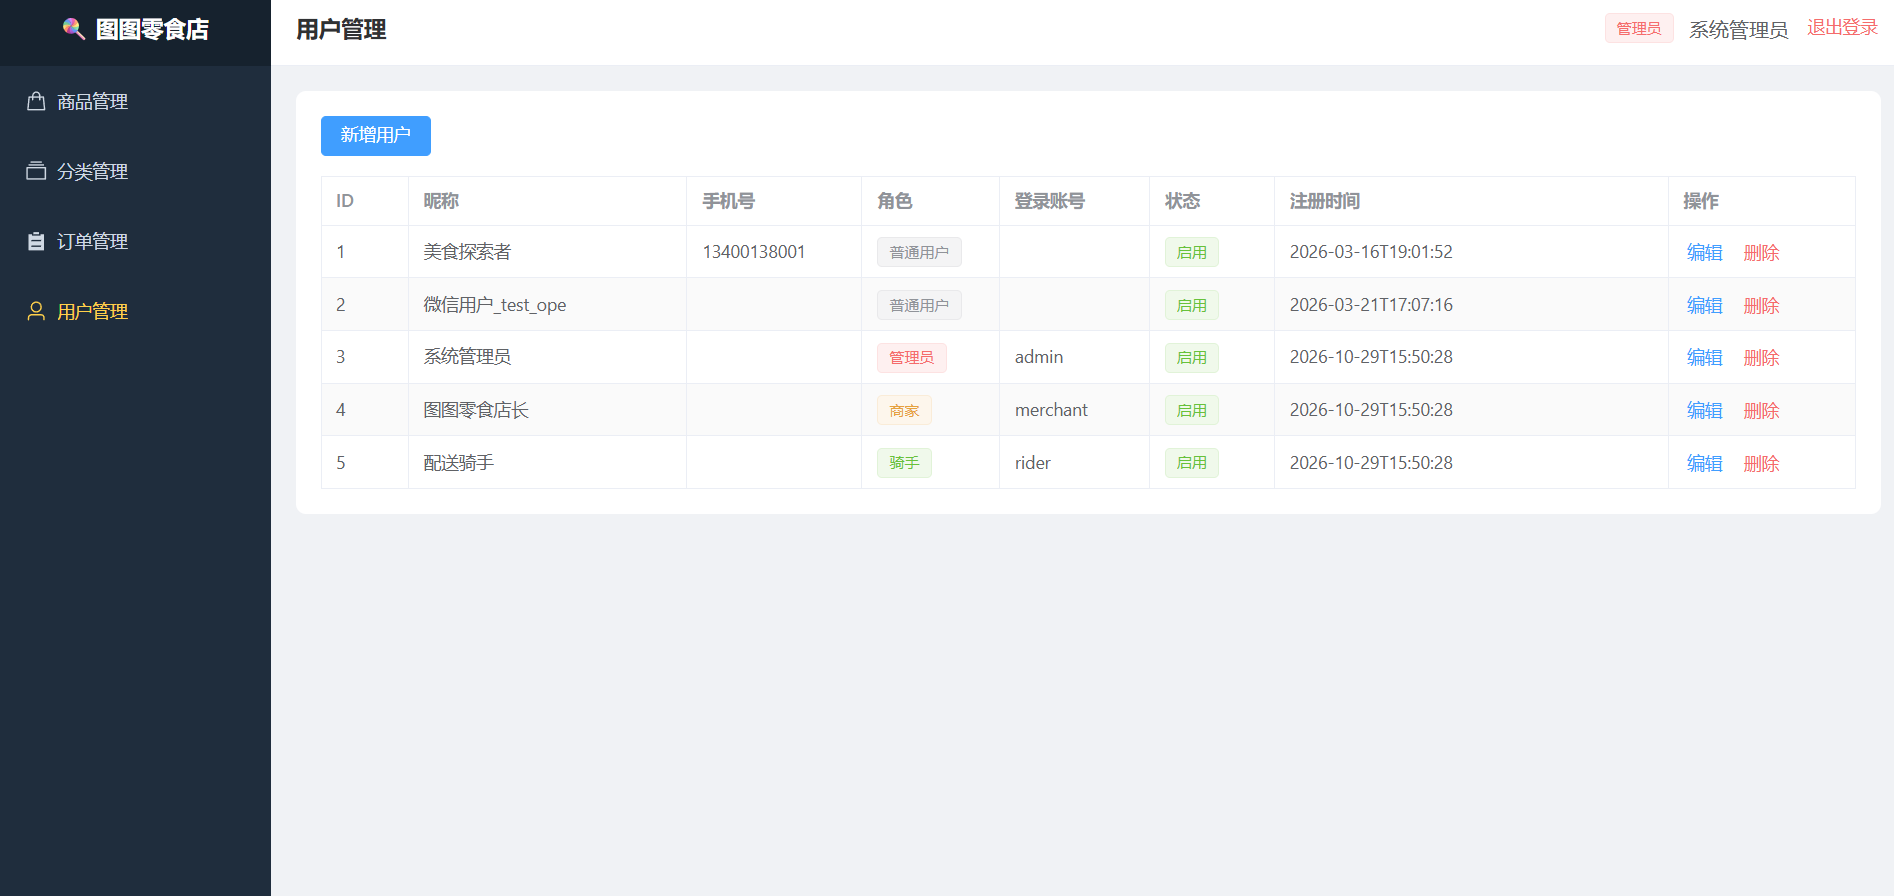 图图零食店
商品管理
分类管理
订单管理
用户管理
用户管理
管理员 系统管理员 退出登录
新增用户
ID 昵称 手机号 角色 登录账号 状态 注册时间 操作
1 美食探索者 13400138001 普通用户 启用 2026-03-16T19:01:52 编辑 删除
2 微信用户_test_ope 普通用户 启用 2026-03-21T17:07:16 编辑 删除
3 系统管理员 管理员 admin 启用 2026-10-29T15:50:28 编辑 删除
4 图图零食店长 商家 merchant 启用 2026-10-29T15:50:28 编辑 删除
5 配送骑手 骑手 rider 启用 2026-10-29T15:50:28 编辑 删除